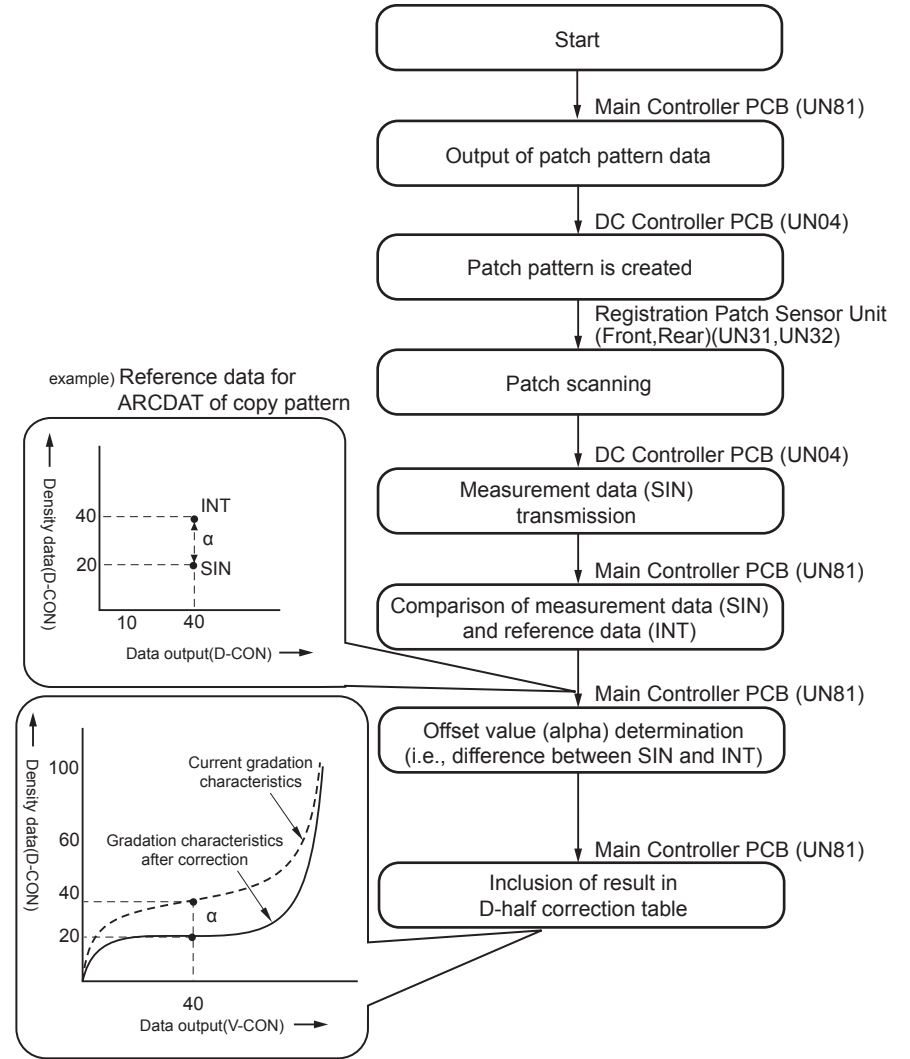 Start
Main Controller PCB (UN81)
Output of patch pattern data
DC Controller PCB (UN04)
Patch pattern is created
Registration Patch Sensor Unit
(Front,Rear)(UN31,UN32)
Patch scanning
DC Controller PCB (UN04)
Measurement data (SIN)
transmission
Main Controller PCB (UN81)
Comparison of measurement data (SIN)
and reference data (INT)
Main Controller PCB (UN81)
Offset value (alpha) determination
(i.e., difference between SIN and INT)
Main Controller PCB (UN81)
Inclusion of result in
D-half correction table
example) Reference data for
ARCDAT of copy pattern
Density data(D-CON)
40
INT
α
20
SIN
10
40
Data output(D-CON)
Density data(D-CON)
100
Current gradation
characteristics
60
Gradation characteristics
after correction
40
α
20
40
Data output(V-CON)